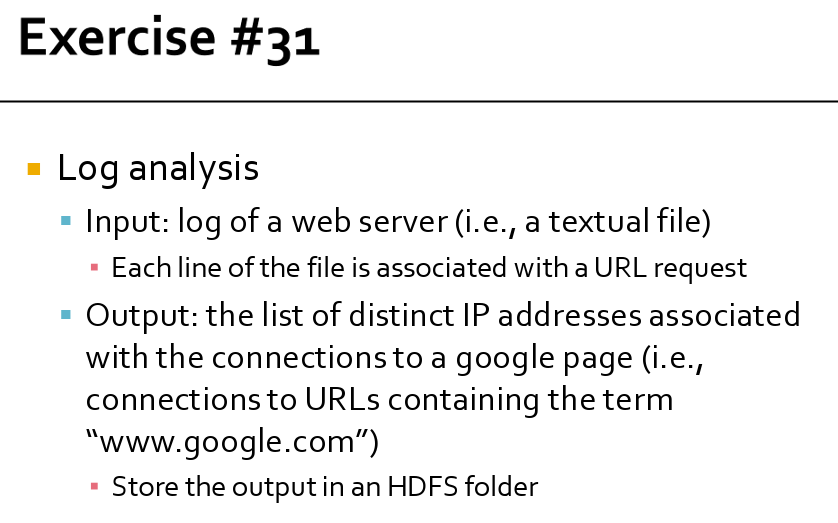 Exercise #31
Log analysis
Input: log of a web server (i.e., a textual file)
Each line of the file is associated with a URL request
Output: the list of distinct IP addresses associated
with the connections to a google page (i.e.,
connections to URLs containing the term
“www.google.com”)
Store the output in an HDFS folder